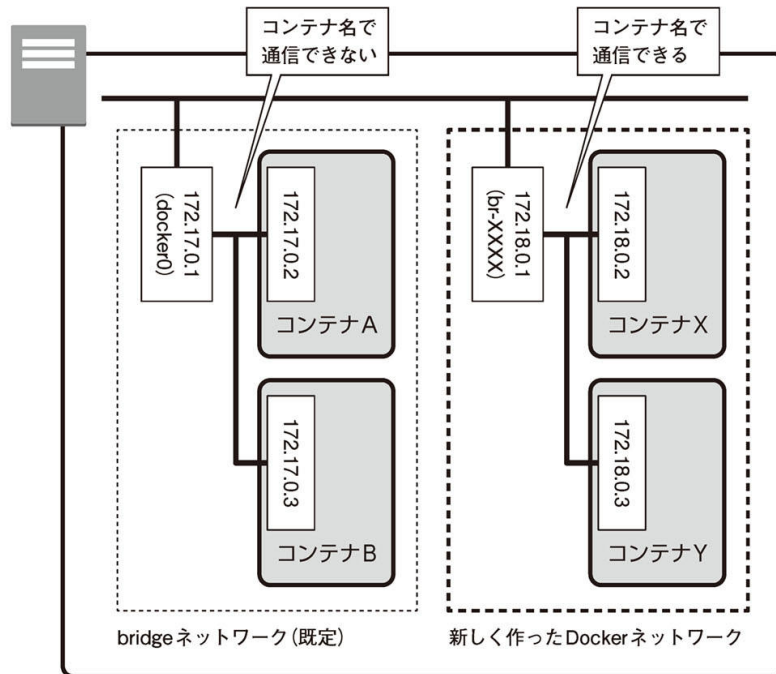 コンテナ名で
通信できない
コンテナ名で
通信できる
172.17.0.1
(docker0)
172.17.0.2
コンテナA
172.17.0.3
コンテナB
172.18.0.1
(br-XXXX)
172.18.0.2
コンテナX
172.18.0.3
コンテナY
bridgeネットワーク(既定)
新しく作ったDockerネットワーク